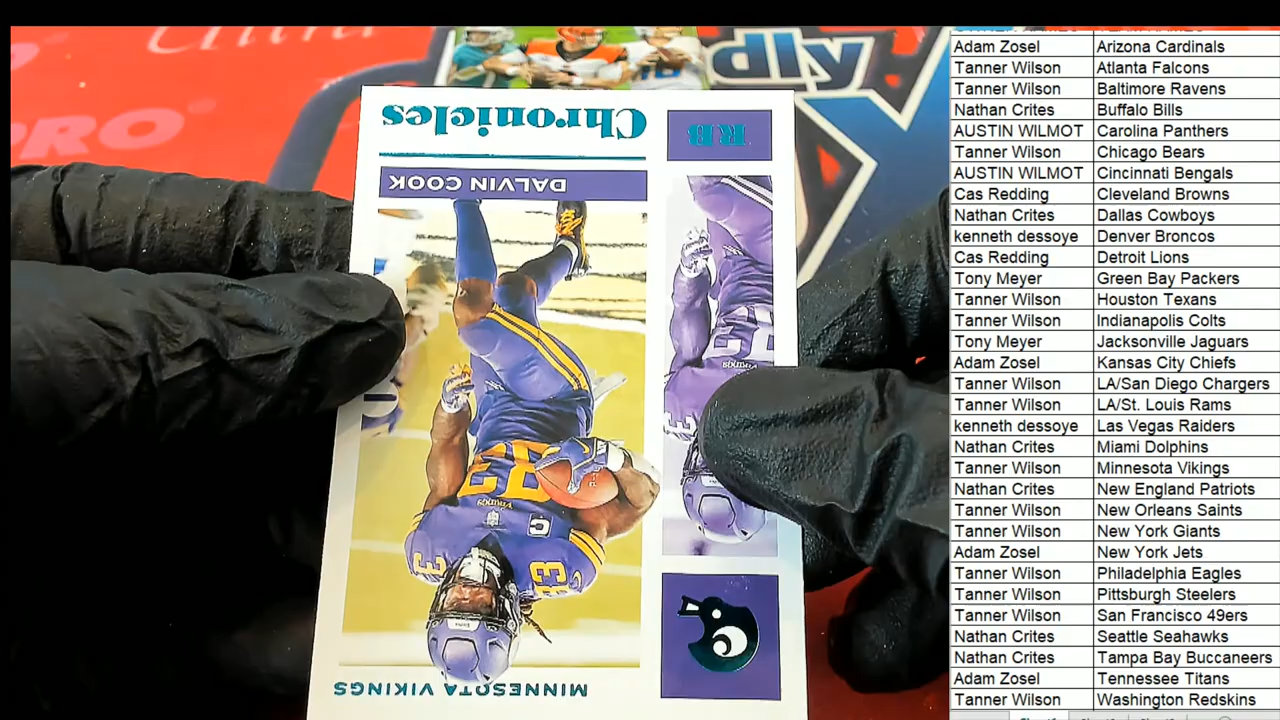 RIP
PRO
Chronicles
RB
DALVIN COOK
VIKINGS
33
C
VIKINGS
33
MINNESOTA VIKINGS
Adam Zosel Arizona Cardinals
Tanner Wilson Atlanta Falcons
Tanner Wilson Baltimore Ravens
Nathan Crites Buffalo Bills
AUSTIN WILMOT Carolina Panthers
Tanner Wilson Chicago Bears
AUSTIN WILMOT Cincinnati Bengals
Cas Redding Cleveland Browns
Nathan Crites Dallas Cowboys
kenneth dessoye Denver Broncos
Cas Redding Detroit Lions
Tony Meyer Green Bay Packers
Tanner Wilson Houston Texans
Tanner Wilson Indianapolis Colts
Tony Meyer Jacksonville Jaguars
Adam Zosel Kansas City Chiefs
Tanner Wilson LA/San Diego Chargers
Tanner Wilson LA/St. Louis Rams
kenneth dessoye Las Vegas Raiders
Nathan Crites Miami Dolphins
Tanner Wilson Minnesota Vikings
Nathan Crites New England Patriots
Tanner Wilson New Orleans Saints
Tanner Wilson New York Giants
Adam Zosel New York Jets
Tanner Wilson Philadelphia Eagles
Tanner Wilson Pittsburgh Steelers
Tanner Wilson San Francisco 49ers
Nathan Crites Seattle Seahawks
Nathan Crites Tampa Bay Buccaneers
Adam Zosel Tennessee Titans
Tanner Wilson Washington Redskins